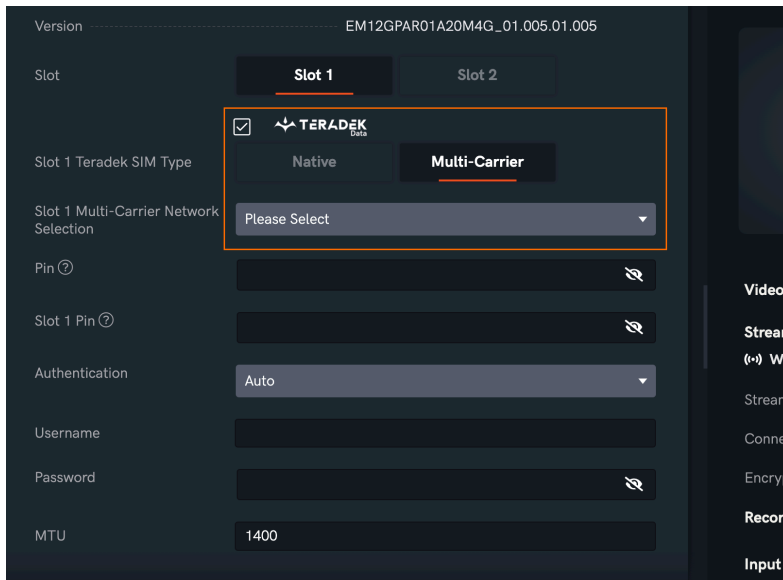 Version EM12GPAR01A20M4G_01.005.01.005
Slot Slot 1 Slot 2
TERADEK
Data
Slot 1 Teradek SIM Type Native Multi-Carrier
Slot 1 Multi-Carrier Network
Selection
Please Select
Pin ?
Slot 1 Pin ?
Authentication Auto
Username
Password
MTU 1400
Video
Strea
W
Strear
Conne
Encry
Recor
Input